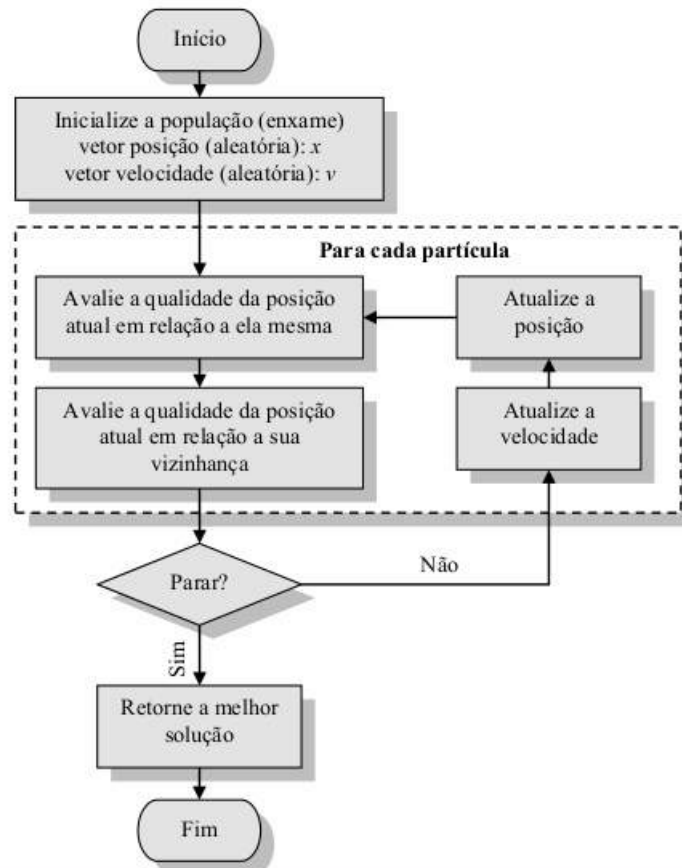 Início
Inicialize a população (enxame)
vetor posição (aleatória): x
vetor velocidade (aleatória): v
Para cada partícula
Avalie a qualidade da posição
atual em relação a ela mesma
Atualize a
posição
Avalie a qualidade da posição
atual em relação a sua
vizinhança
Atualize a
velocidade
Parar?
Não
Sim
Retorne a melhor
solução
Fim